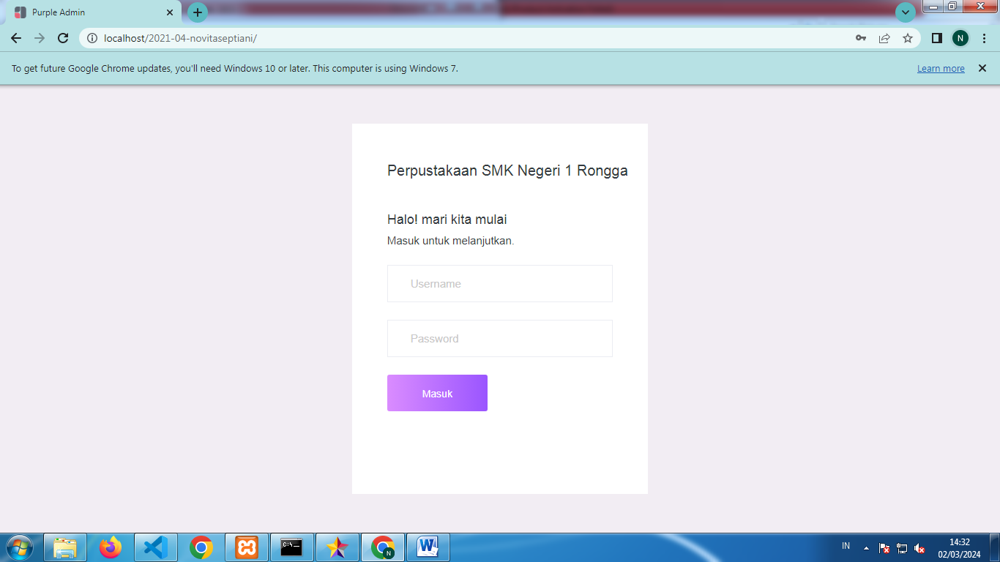 Purple Admin
localhost/2021-04-novitaseptiani/
N
To get future Google Chrome updates, you'll need Windows 10 or later. This computer is using Windows 7.
Learn more
Perpustakaan SMK Negeri 1 Rongga
Halo! mari kita mulai
Masuk untuk melanjutkan.
Username
Password
Masuk
C:\
N
W
IN
14:32
02/03/2024